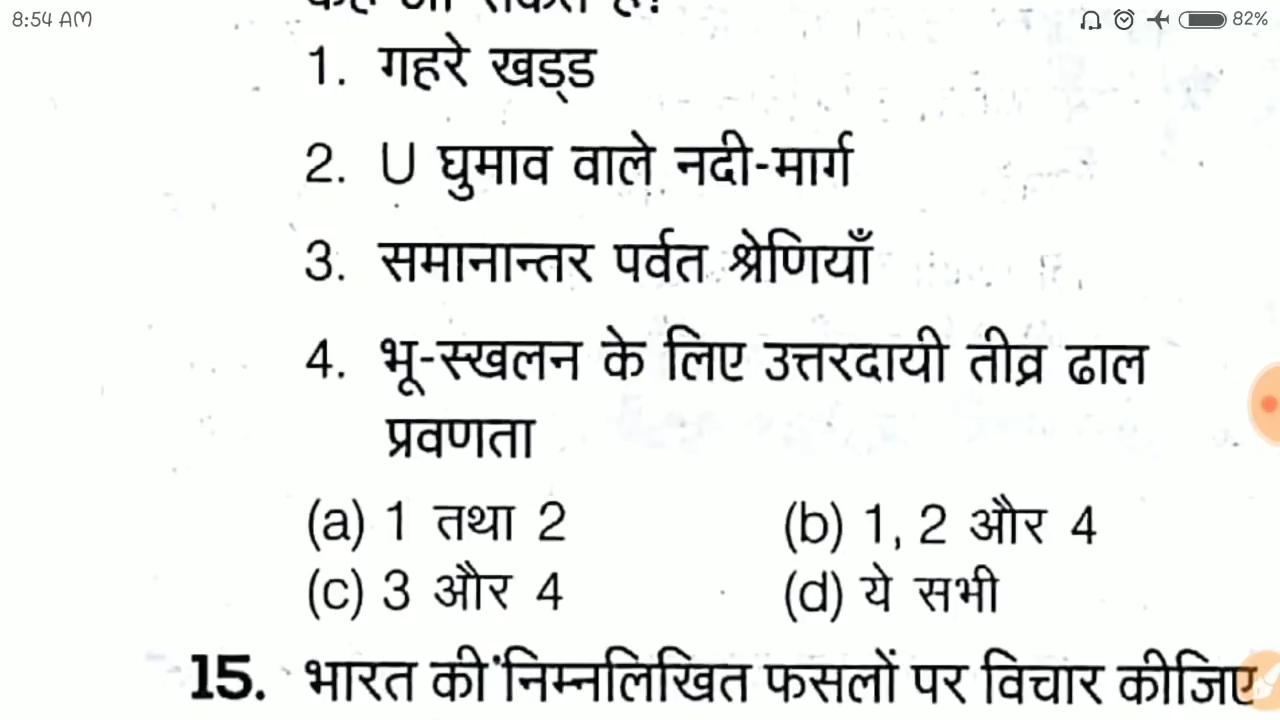 8:54 AM 82%
1. गहरे खड्ड
2. U घुमाव वाले नदी-मार्ग
3. समानान्तर पर्वत श्रेणियाँ
4. भू-स्खलन के लिए उत्तरदायी तीव्र ढाल
प्रवणता
(a) 1 तथा 2 (b) 1, 2 और 4
(c) 3 और 4 (d) ये सभी
15. भारत की निम्नलिखित फसलों पर विचार कीजिए